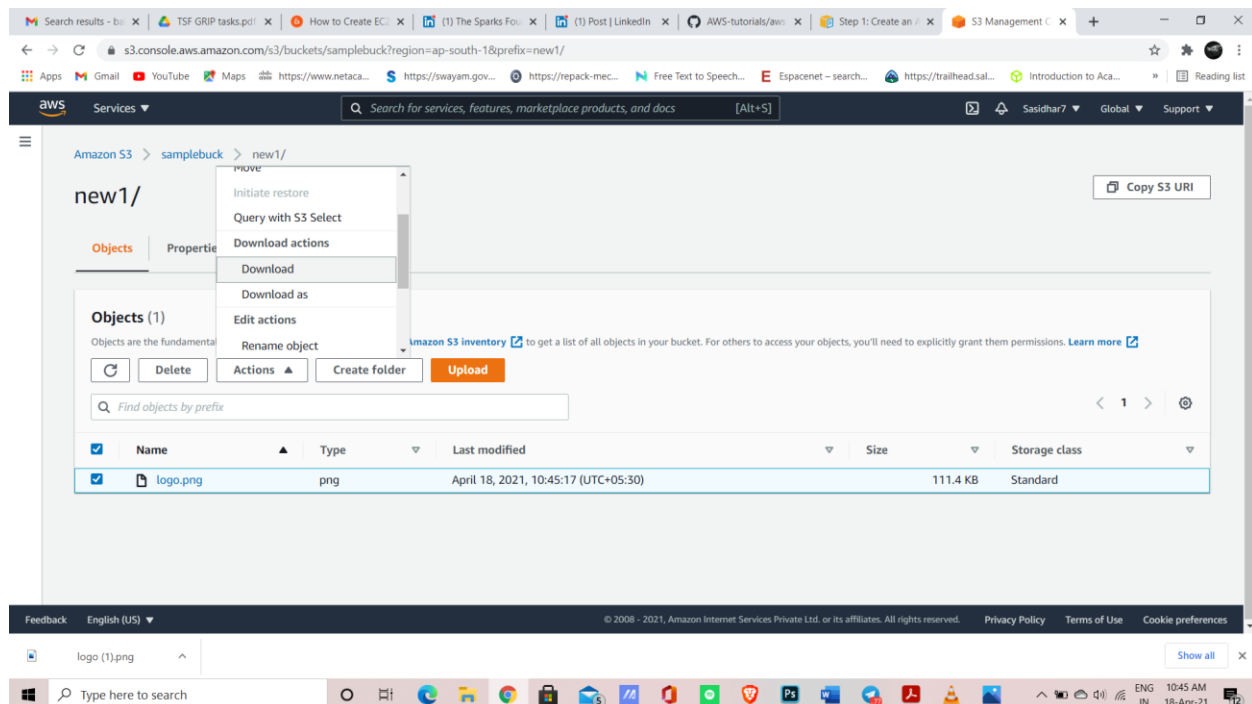 Search results - ba
TSF GRIP tasks.pdf
How to Create EC2
(1) The Sparks Fou
(1) Post | LinkedIn
AWS-tutorials/aws
Step 1: Create an A
S3 Management C
s3.console.aws.amazon.com/s3/buckets/samplebuck?region=ap-south-1&prefix=new1/
Apps Gmail YouTube Maps https://www.netaca... https://swayam.gov... https://repack-mec... Free Text to Speech... Espacenet – search... https://trailhead.sal... Introduction to Aca... » Reading list
aws Services ▼ Search for services, features, marketplace products, and docs [Alt+S] Sasidhar7 ▼ Global ▼ Support ▼
Amazon S3 > samplebuck > new1/
Move
new1/
Copy S3 URI
Initiate restore
Query with S3 Select
Download actions
Objects Propertie
Download
Download as
Edit actions
Rename object
Objects (1)
Objects are the fundamenta Amazon S3 inventory to get a list of all objects in your bucket. For others to access your objects, you'll need to explicitly grant them permissions. Learn more
Delete Actions ▲ Create folder Upload
Find objects by prefix < 1 >
Name Type Last modified Size Storage class
logo.png png April 18, 2021, 10:45:17 (UTC+05:30) 111.4 KB Standard
Feedback English (US) ▼ © 2008 - 2021, Amazon Internet Services Private Ltd. or its affiliates. All rights reserved. Privacy Policy Terms of Use Cookie preferences
logo (1).png Show all
Type here to search ENG 10:45 AM
IN 18-Apr-21